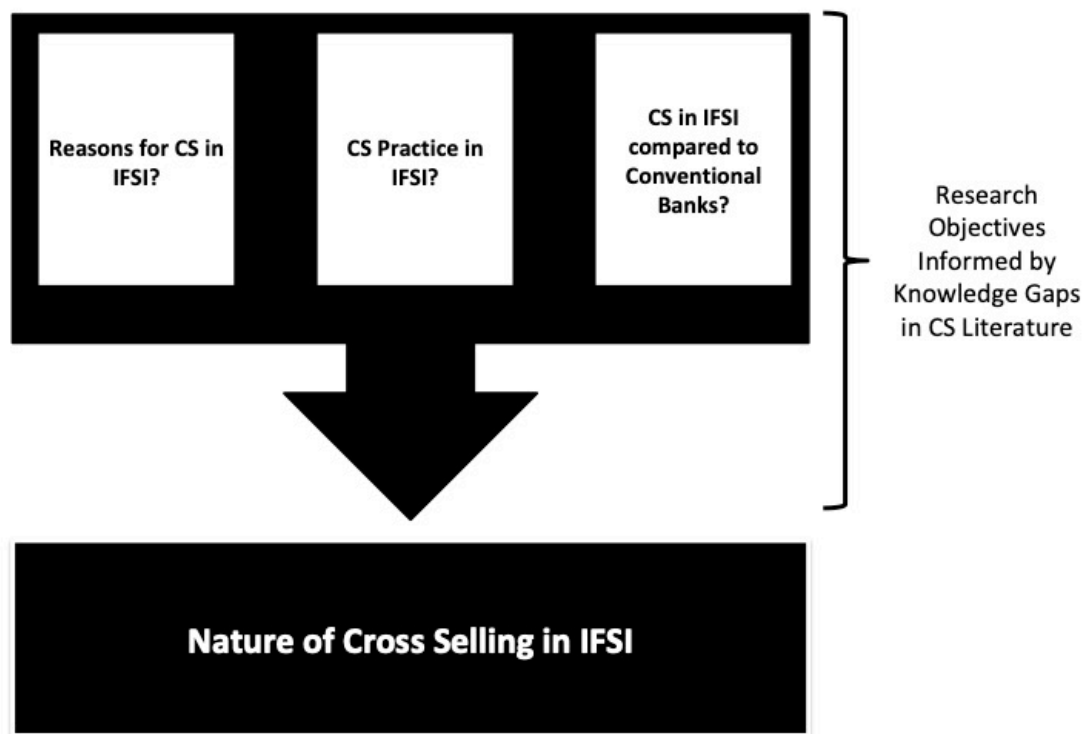 Reasons for CS in
IFSI?
CS Practice in
IFSI?
CS in IFSI
compared to
Conventional
Banks?
Research
Objectives
Informed by
Knowledge Gaps
in CS Literature
Nature of Cross Selling in IFSI